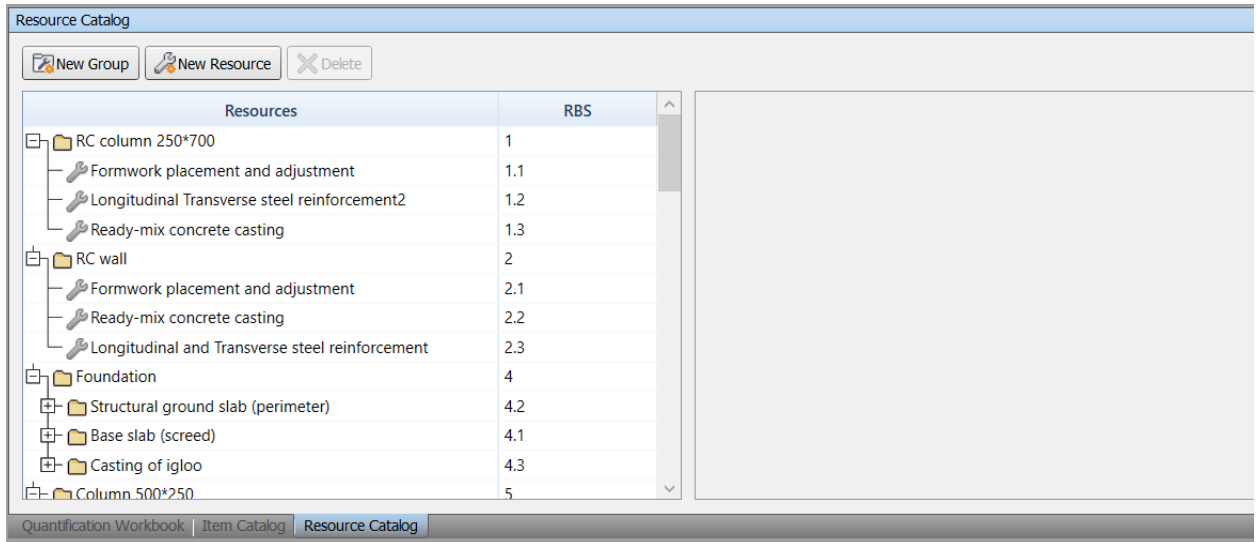 Resource Catalog
New Group New Resource Delete
Resources RBS
RC column 250*700 1
Formwork placement and adjustment 1.1
Longitudinal Transverse steel reinforcement2 1.2
Ready-mix concrete casting 1.3
RC wall 2
Formwork placement and adjustment 2.1
Ready-mix concrete casting 2.2
Longitudinal and Transverse steel reinforcement 2.3
Foundation 4
Structural ground slab (perimeter) 4.2
Base slab (screed) 4.1
Casting of igloo 4.3
Column 500*250 5
Quantification Workbook Item Catalog Resource Catalog